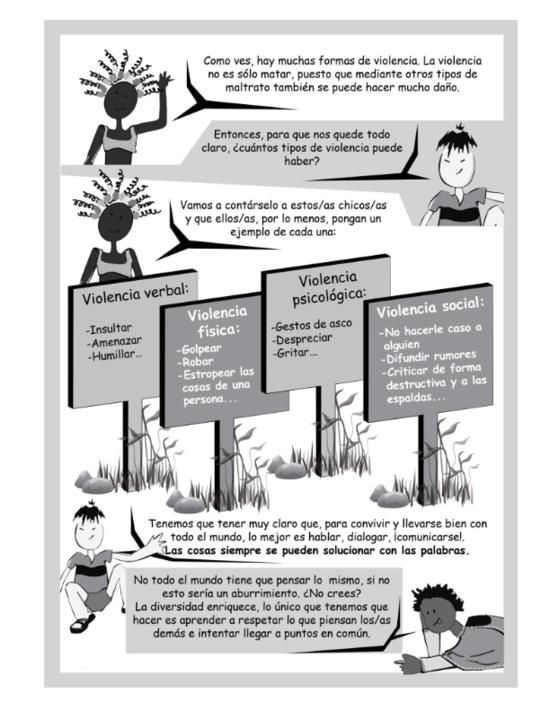 Como ves, hay muchas formas de violencia. La violencia
no es sólo matar, puesto que mediante otros tipos de
maltrato también se puede hacer mucho daño.
Entonces, para que nos quede todo
claro, ¿cuántos tipos de violencia puede
haber?
Vamos a contárselo a estos/as chicos/as
y que ellos/as, por lo menos, pongan un
ejemplo de cada una:
Violencia verbal:
-Insultar
-Amenazar
-Humillar...
Violencia
física:
-Golpear
-Robar
-Estropear las
cosas de una
persona...
Violencia
psicológica:
-Gestos de asco
-Despreciar
-Gritar...
Violencia social:
-No hacerle caso a
alguien
-Difundir rumores
-Criticar de forma
destructiva y a las
espaldas...
Tenemos que tener muy claro que, para convivir y llevarse bien con
todo el mundo, lo mejor es hablar, dialogar, ¡comunicarse!.
Las cosas siempre se pueden solucionar con las palabras.
No todo el mundo tiene que pensar lo mismo, si no
esto sería un aburrimiento. ¿No crees?
La diversidad enriquece, lo único que tenemos que
hacer es aprender a respetar lo que piensan los/as
demás e intentar llegar a puntos en común.